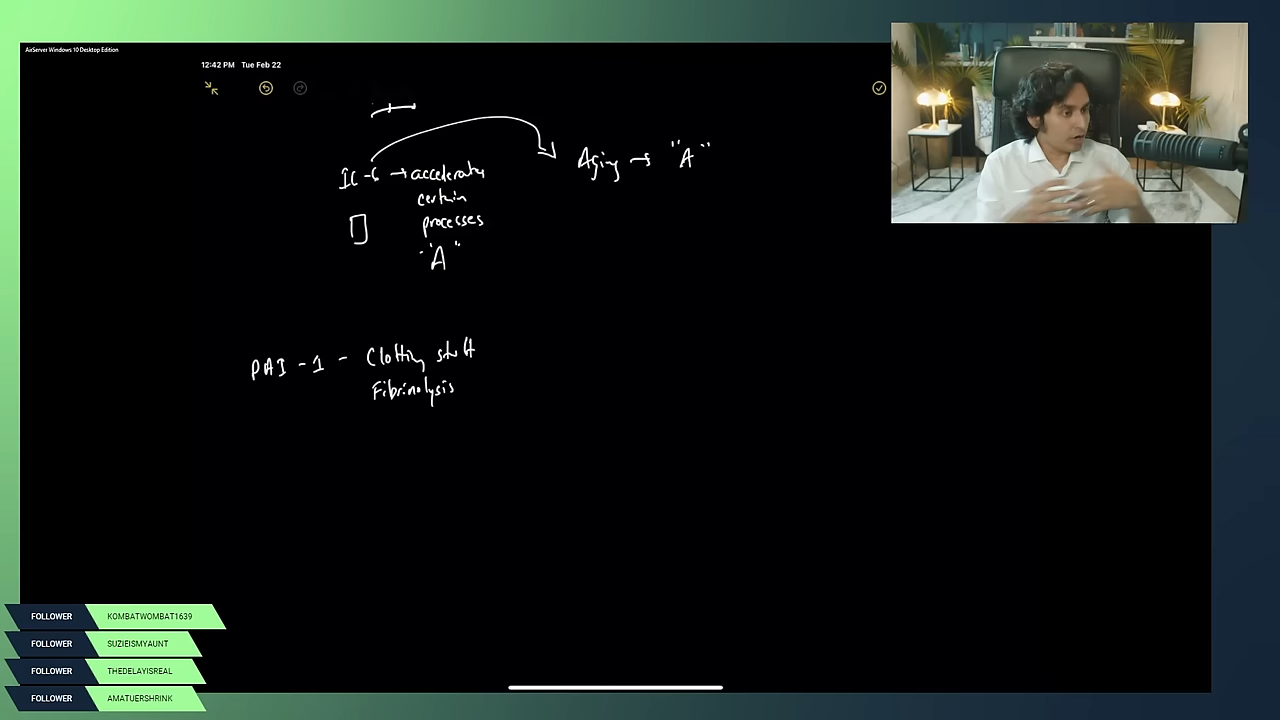 AirServer Windows 10 Desktop Edition
12:42 PM Tue Feb 22
IL-6 → accelerates
certain
processes
"A"
Aging → "A"
PAI-1 - Clotting stuff
Fibrinolysis
FOLLOWER KOMBATWOMBAT1639
FOLLOWER SUZIEISMYAUNT
FOLLOWER THEDELAYISREAL
FOLLOWER AMATUERSHRINK